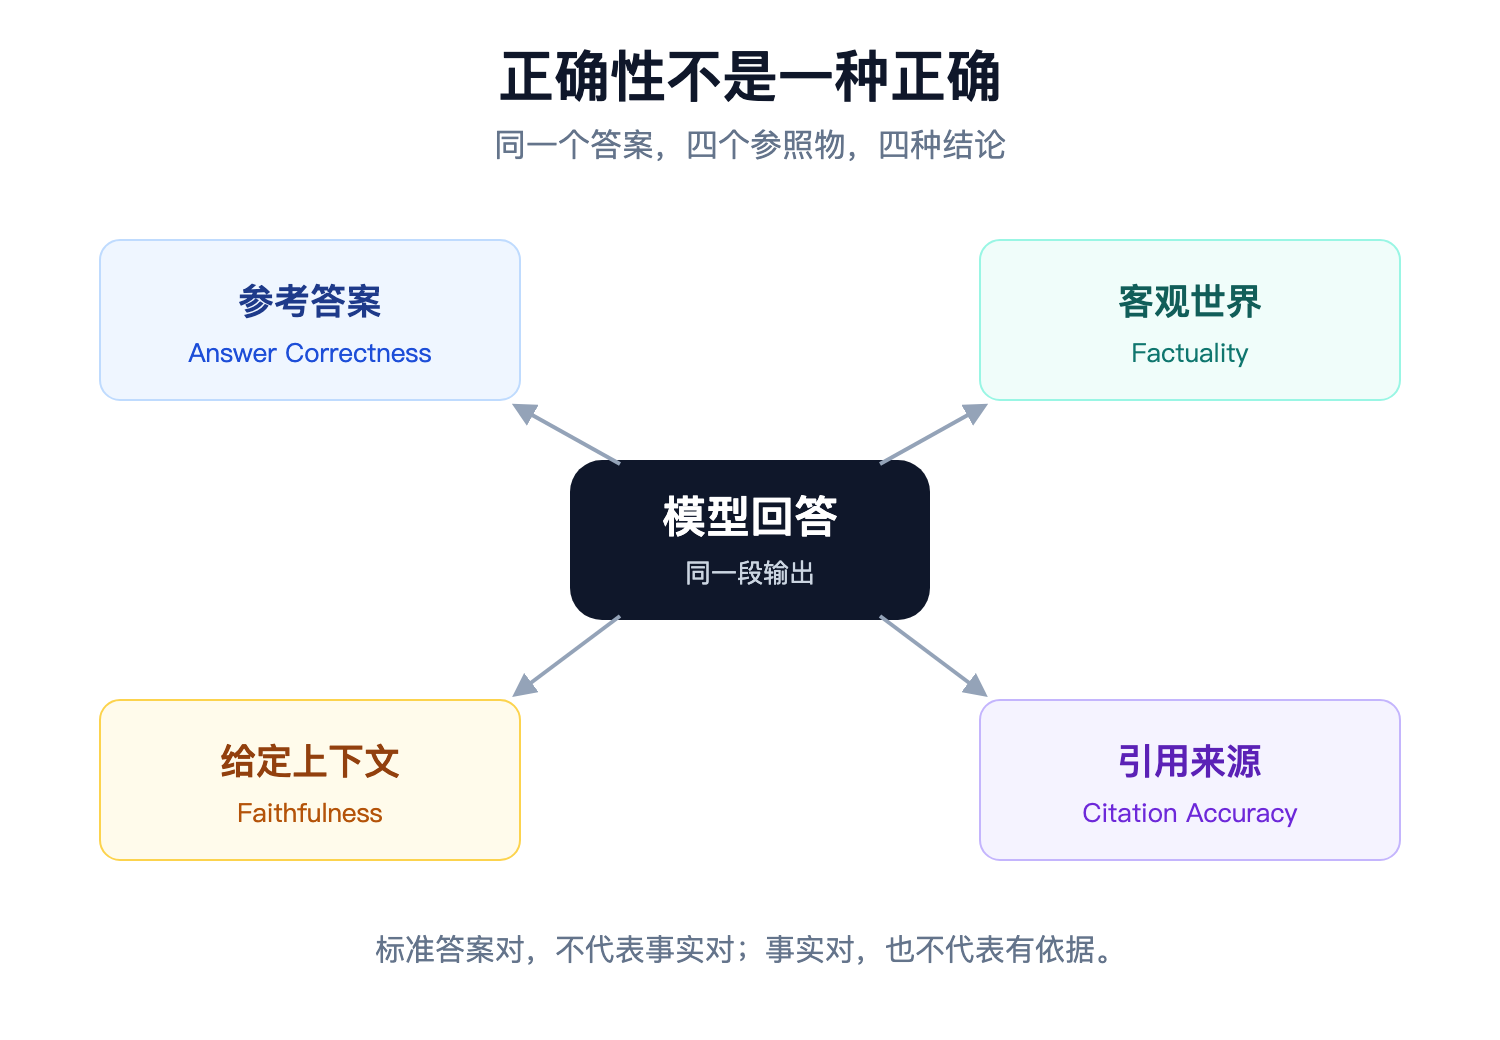 正确性不是一种正确
同一个答案，四个参照物，四种结论
参考答案
Answer Correctness
客观世界
Factuality
模型回答
同一段输出
给定上下文
Faithfulness
引用来源
Citation Accuracy
标准答案对，不代表事实对；事实对，也不代表有依据。